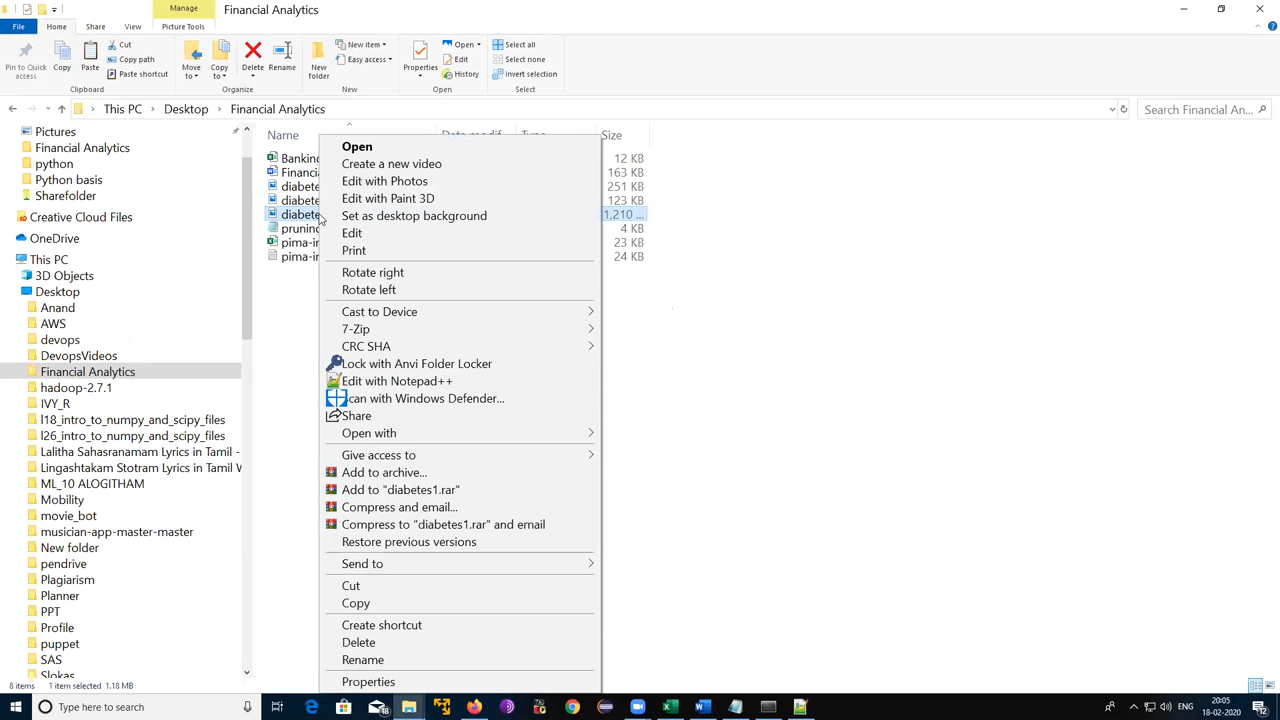 Manage
Financial Analytics
File
Home
Share
View
Picture Tools
Pin to Quick access
Copy
Paste
Cut
Copy path
Paste shortcut
Clipboard
Move to
Copy to
Delete
Rename
Organize
New folder
New item
Easy access
New
Properties
Open
Edit
History
Open
Select all
Select none
Invert selection
Select
This PC
Desktop
Financial Analytics
Search Financial An...
Pictures
Financial Analytics
python
Python basis
Sharefolder
Creative Cloud Files
OneDrive
This PC
3D Objects
Desktop
Anand
AWS
devops
DevopsVideos
Financial Analytics
hadoop-2.7.1
IVY_R
l18_intro_to_numpy_and_scipy_files
l26_intro_to_numpy_and_scipy_files
Lalitha Sahasranamam Lyrics in Tamil -
Lingashtakam Stotram Lyrics in Tamil W
ML_10 ALOGITHAM
Mobility
movie_bot
musician-app-master-master
New folder
pendrive
Plagiarism
Planner
PPT
Profile
puppet
SAS
Slokas
Name
Size
12 KB
163 KB
251 KB
123 KB
1,210 ...
4 KB
23 KB
24 KB
Open
Create a new video
Edit with Photos
Edit with Paint 3D
Set as desktop background
Edit
Print
Rotate right
Rotate left
Cast to Device
7-Zip
CRC SHA
Lock with Anvi Folder Locker
Edit with Notepad++
Scan with Windows Defender...
Share
Open with
Give access to
Add to archive...
Add to "diabetes1.rar"
Compress and email...
Compress to "diabetes1.rar" and email
Restore previous versions
Send to
Cut
Copy
Create shortcut
Delete
Rename
Properties
8 items
1 item selected 1.18 MB
Type here to search
ENG
20:05
18-02-2020
12